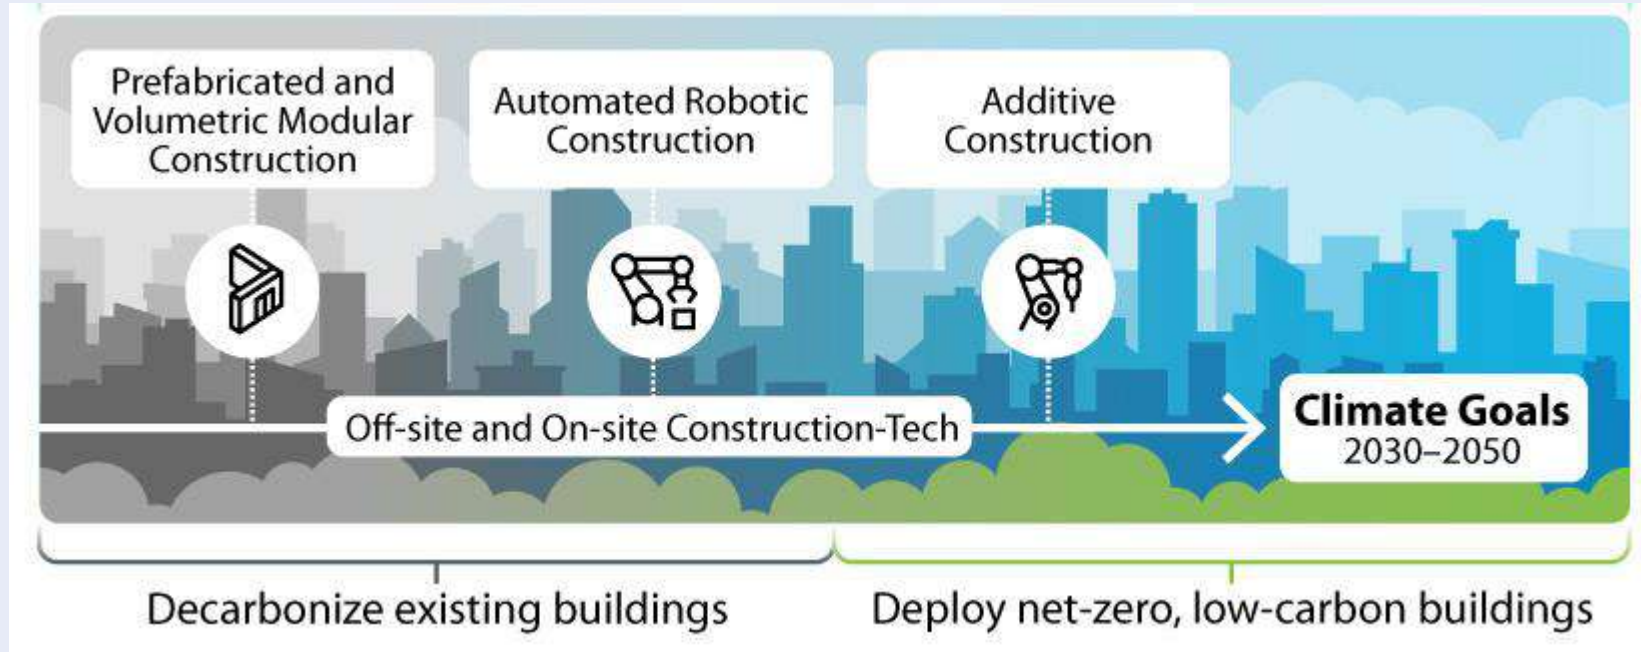 Prefabricated and
Volumetric Modular
Construction
Automated Robotic
Construction
Additive
Construction
Off-site and On-site Construction-Tech
Climate Goals
2030–2050
Decarbonize existing buildings
Deploy net-zero, low-carbon buildings